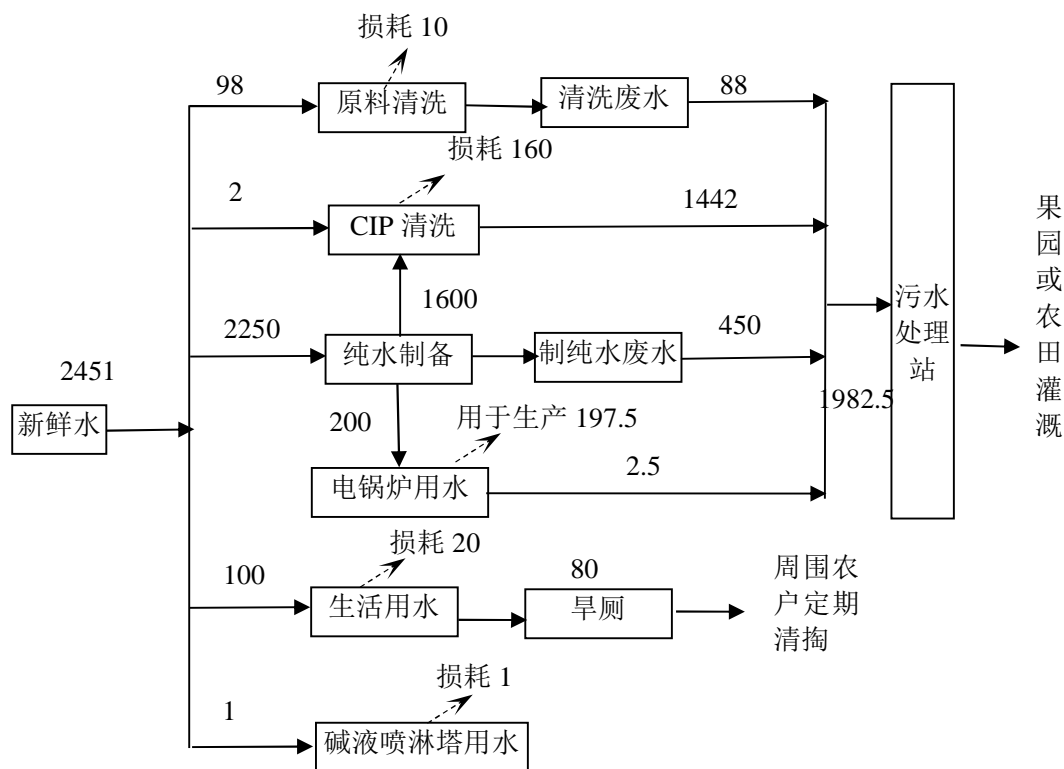 损耗 10
98
原料清洗
清洗废水
88
损耗 160
2
CIP 清洗
1442
1600
2250
纯水制备
制纯水废水
450
2451
新鲜水
200
用于生产 197.5
1982.5
电锅炉用水
2.5
污水
处理
站
果
园
或
农
田
灌
溉
损耗 20
100
生活用水
80
旱厕
周围农
户定期
清掏
损耗 1
1
碱液喷淋塔用水